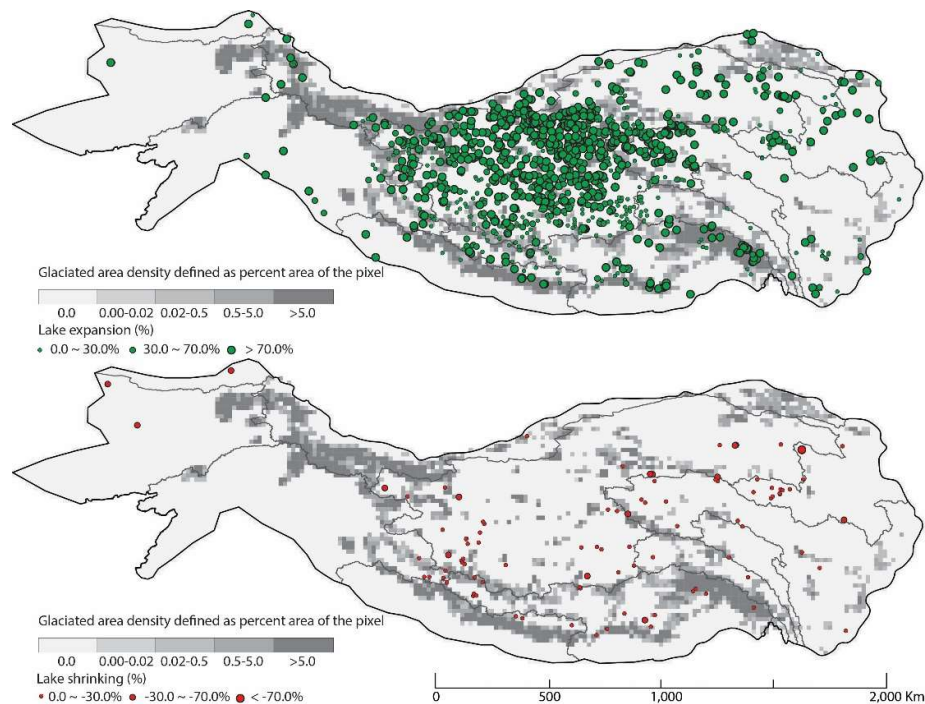 Glaciated area density defined as percent area of the pixel
0.0 0.00-0.02 0.02-0.5 0.5-5.0 >5.0
Lake expansion (%)
0.0 ~ 30.0% 30.0 ~ 70.0% > 70.0%
Glaciated area density defined as percent area of the pixel
0.0 0.00-0.02 0.02-0.5 0.5-5.0 >5.0
Lake shrinking (%)
0.0 ~ -30.0% -30.0 ~ -70.0% < -70.0%
0 500 1,000 2,000 Km